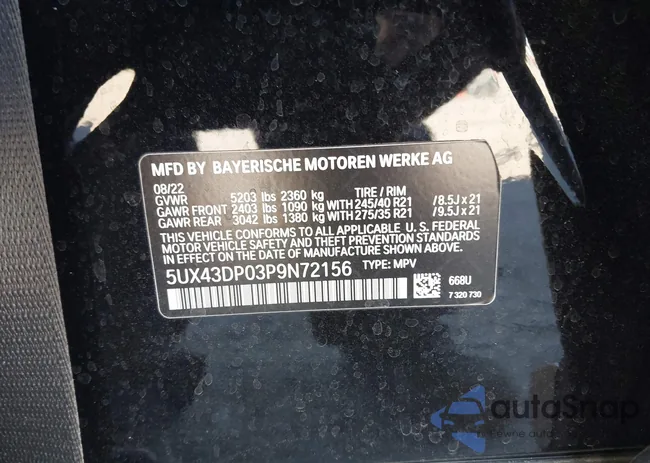 MFD BY BAYERISCHE MOTOREN WERKE AG
08/22
GVWR 5203 lbs 2360 kg TIRE / RIM
GAWR FRONT 2403 lbs 1090 kg WITH 245/40 R21 /8.5J x 21
GAWR REAR 3042 lbs 1380 kg WITH 275/35 R21 /9.5J x 21
THIS VEHICLE CONFORMS TO ALL APPLICABLE U. S. FEDERAL
MOTOR VEHICLE SAFETY AND THEFT PREVENTION STANDARDS
IN EFFECT ON THE DATE OF MANUFACTURE SHOWN ABOVE.
5UX43DP03P9N72156 TYPE: MPV
668U
7 320 730
autoSnap